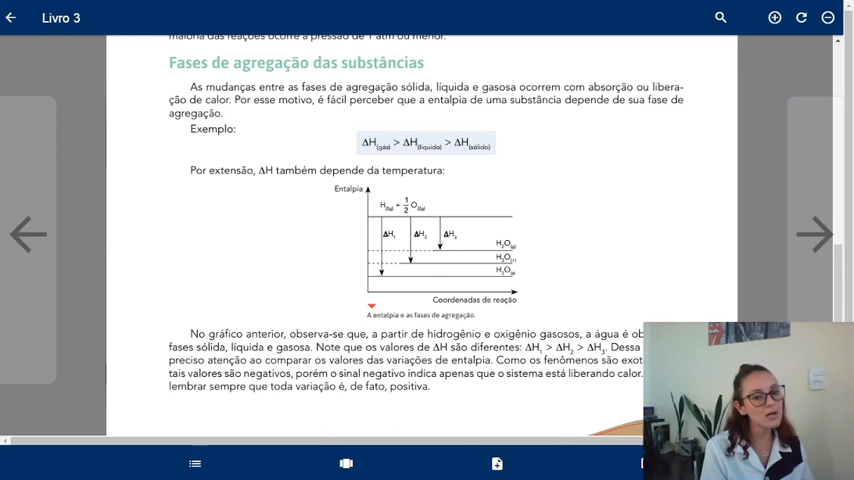 Livro 3
maioria das reações ocorre a pressão de 1 atm ou menor.
Fases de agregação das substâncias
As mudanças entre as fases de agregação sólida, líquida e gasosa ocorrem com absorção ou libera-
ção de calor. Por esse motivo, é fácil perceber que a entalpia de uma substância depende de sua fase de
agregação.
Exemplo:
ΔH(gás) > ΔH(líquido) > ΔH(sólido)
Por extensão, ΔH também depende da temperatura:
Entalpia
H2(g) + 1/2 O2(g)
ΔH1 ΔH2 ΔH3
H2O(g)
H2O(ℓ)
H2O(s)
Coordenadas de reação
A entalpia e as fases de agregação.
No gráfico anterior, observa-se que, a partir de hidrogênio e oxigênio gasosos, a água é ob
fases sólida, líquida e gasosa. Note que os valores de ΔH são diferentes: ΔH1 > ΔH2 > ΔH3. Dessa
preciso atenção ao comparar os valores das variações de entalpia. Como os fenômenos são exot
tais valores são negativos, porém o sinal negativo indica apenas que o sistema está liberando calor.
lembrar sempre que toda variação é, de fato, positiva.